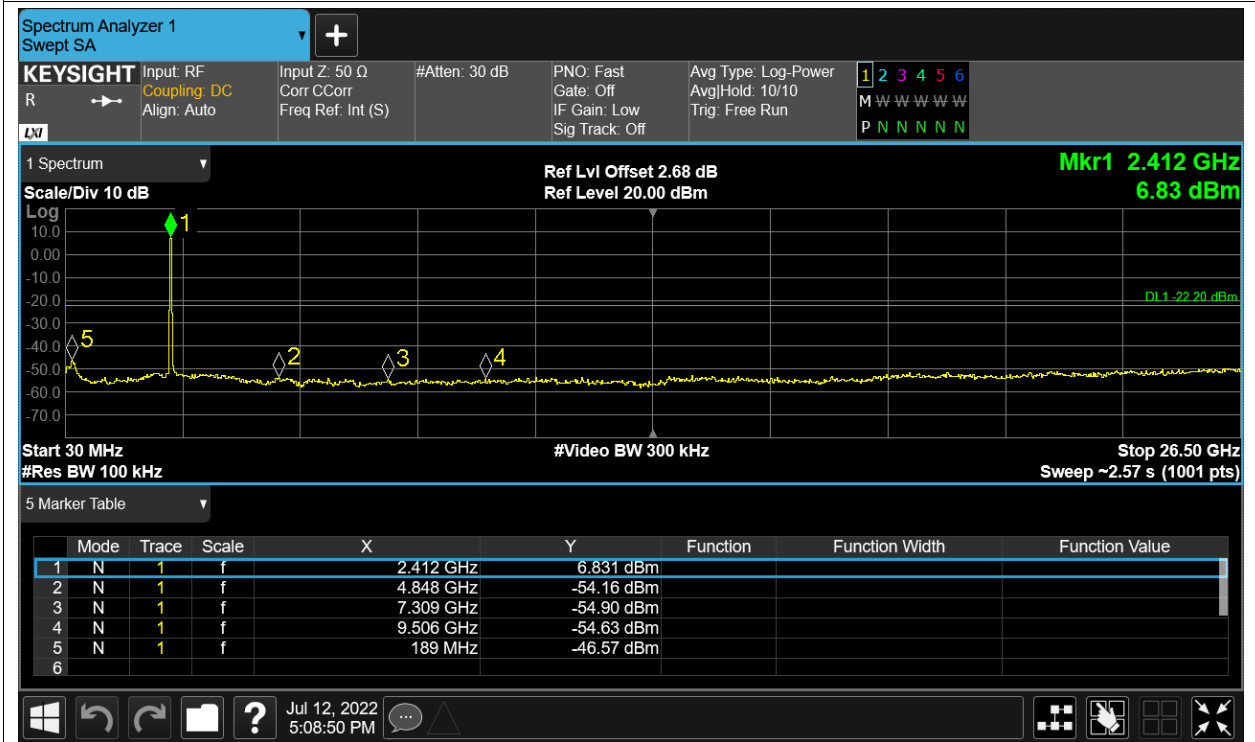 Spectrum Analyzer 1
Swept SA
+
KEYSIGHT Input: RF Input Z: 50 Ω #Atten: 30 dB PNO: Fast Avg Type: Log-Power 1 2 3 4 5 6
R Coupling: DC Corr CCorr Gate: Off Avg|Hold: 10/10 M W W W W W
Align: Auto Freq Ref: Int (S) IF Gain: Low Trig: Free Run
LXI Sig Track: Off P N N N N N
1 Spectrum Ref Lvl Offset 2.68 dB Mkr1 2.412 GHz
Scale/Div 10 dB Ref Level 20.00 dBm 6.83 dBm
Log
1
10.0
0.00
-10.0
-20.0 DL1 -22.20 dBm
-30.0
-40.0 5 2 3 4
-50.0
-60.0
-70.0
Start 30 MHz #Video BW 300 kHz Stop 26.50 GHz
#Res BW 100 kHz Sweep ~2.57 s (1001 pts)
5 Marker Table
Mode Trace Scale X Y Function Function Width Function Value
1 N 1 f 2.412 GHz 6.831 dBm
2 N 1 f 4.848 GHz -54.16 dBm
3 N 1 f 7.309 GHz -54.90 dBm
4 N 1 f 9.506 GHz -54.63 dBm
5 N 1 f 189 MHz -46.57 dBm
6
? Jul 12, 2022
5:08:50 PM